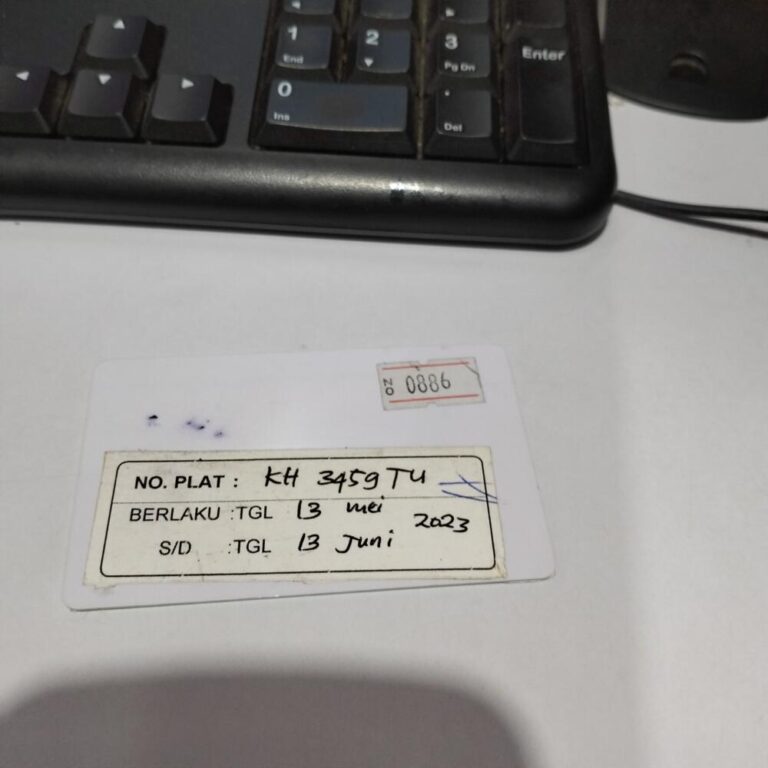 1 2 3 Enter
End Pg Dn
0
Ins Del
NO 0886
NO. PLAT : KH 3459 TU
BERLAKU :TGL 13 mei 2023
S/D :TGL 13 Juni